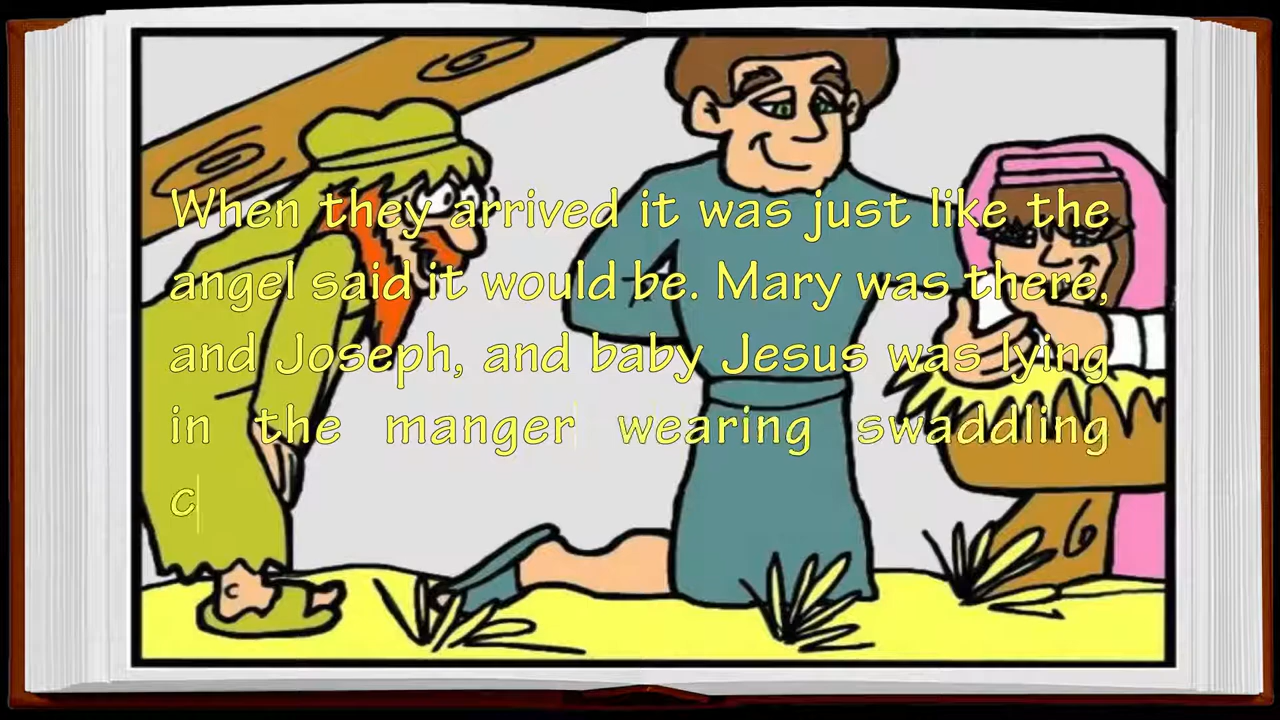 When they arrived it was just like the
angel said it would be. Mary was there,
and Joseph, and baby Jesus was lying
in the manger wearing swaddling
c